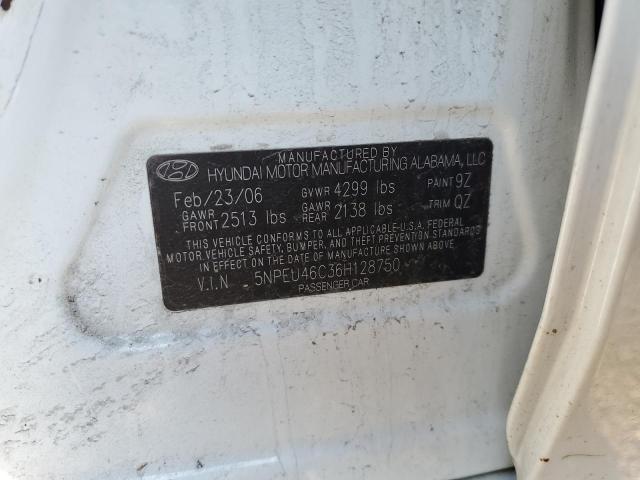 MANUFACTURED BY
HYUNDAI MOTOR MANUFACTURING ALABAMA, LLC
Feb/23/06 GVWR 4299 lbs PAINT 9Z
GAWR FRONT 2513 lbs GAWR REAR 2138 lbs TRIM QZ
THIS VEHICLE CONFORMS TO ALL APPLICABLE U.S.A. FEDERAL
MOTOR VEHICLE SAFETY, BUMPER, AND THEFT PREVENTION STANDARDS
IN EFFECT ON THE DATE OF MANUFACTURE SHOWN ABOVE.
V.I.N 5NPEU46C36H128750
PASSENGER CAR